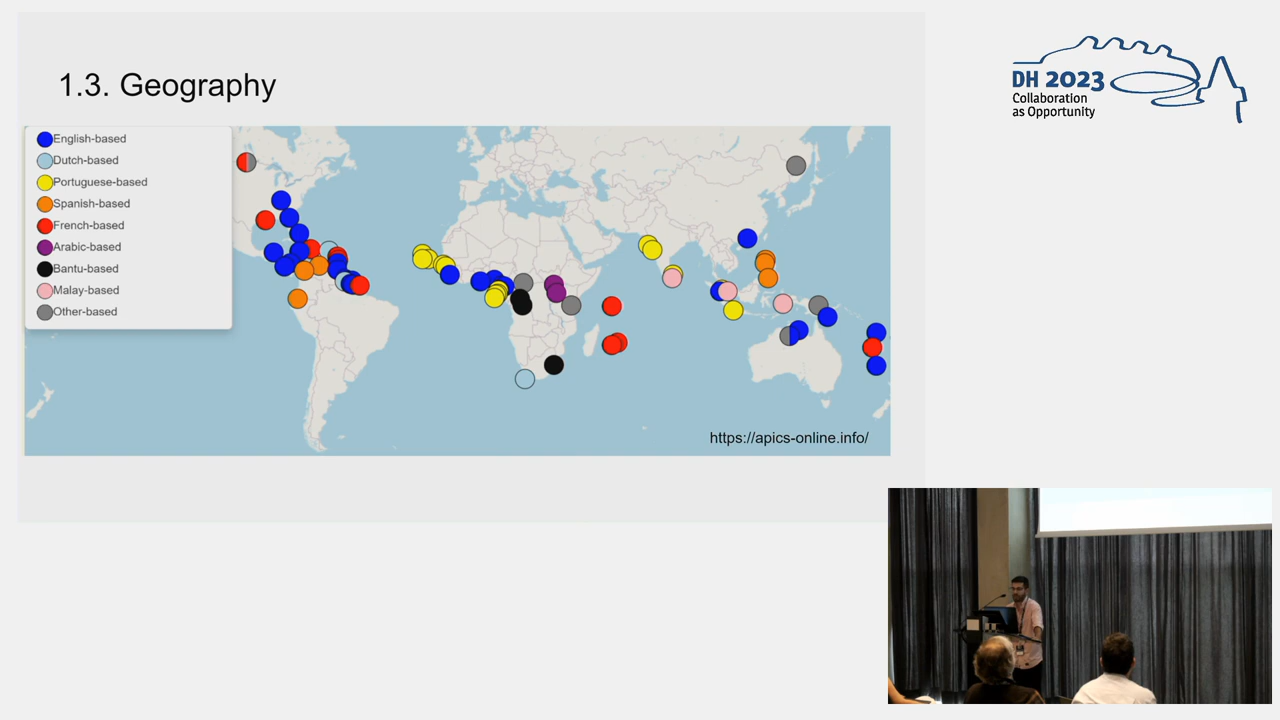 1.3. Geography
English-based
Dutch-based
Portuguese-based
Spanish-based
French-based
Arabic-based
Bantu-based
Malay-based
Other-based
https://apics-online.info/
DH 2023
Collaboration
as Opportunity